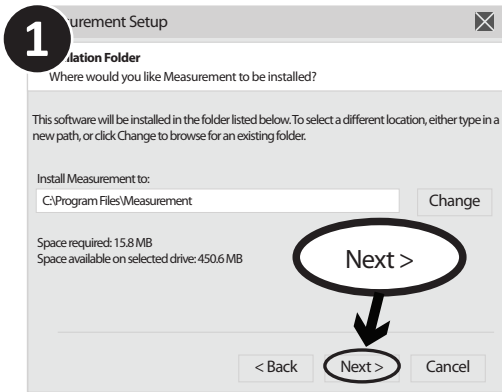 1
urement Setup
lation Folder
Where would you like Measurement to be installed?
This software will be installed in the folder listed below. To select a different location, either type in a
new path, or click Change to browse for an existing folder.
Install Measurement to:
C:\Program Files\Measurement
Change
Space required: 15.8 MB
Space available on selected drive: 450.6 MB
Next >
< Back Next > Cancel